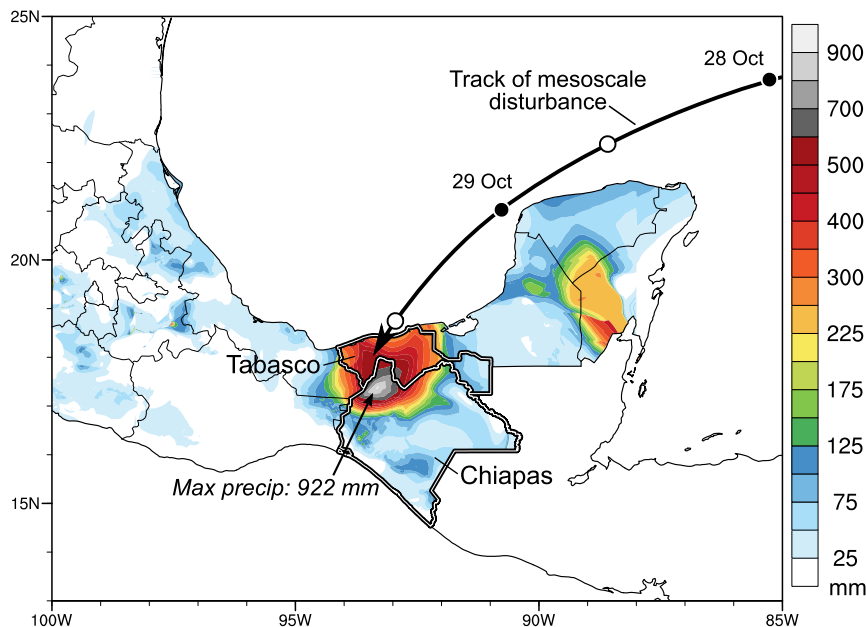 25N
20N
15N
100W
95W
90W
85W
28 Oct
Track of mesoscale
disturbance
29 Oct
Tabasco
Max precip: 922 mm
Chiapas
900
700
500
400
300
225
175
125
75
25
mm